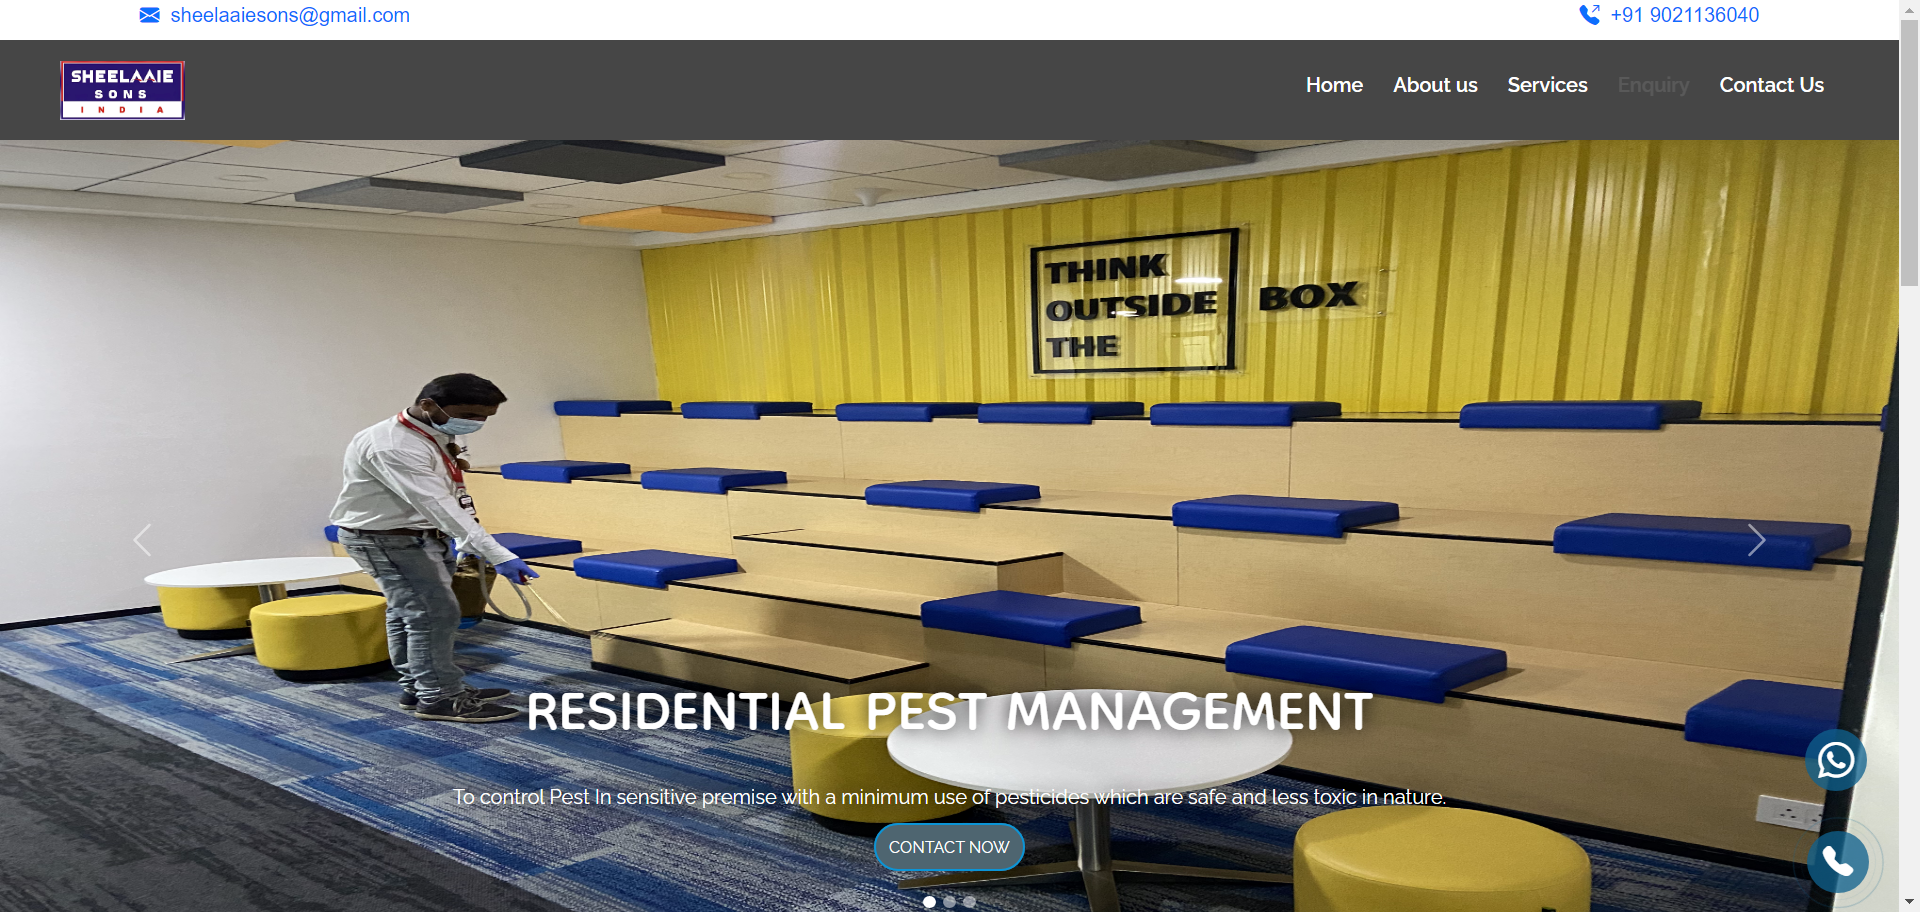 sheelaaiesons@gmail.com
+91 9021136040
SHEELAAIE
SONS
INDIA
Home
About us
Services
Enquiry
Contact Us
THINK
OUTSIDE
THE
BOX
RESIDENTIAL PEST MANAGEMENT
To control Pest In sensitive premise with a minimum use of pesticides which are safe and less toxic in nature.
CONTACT NOW